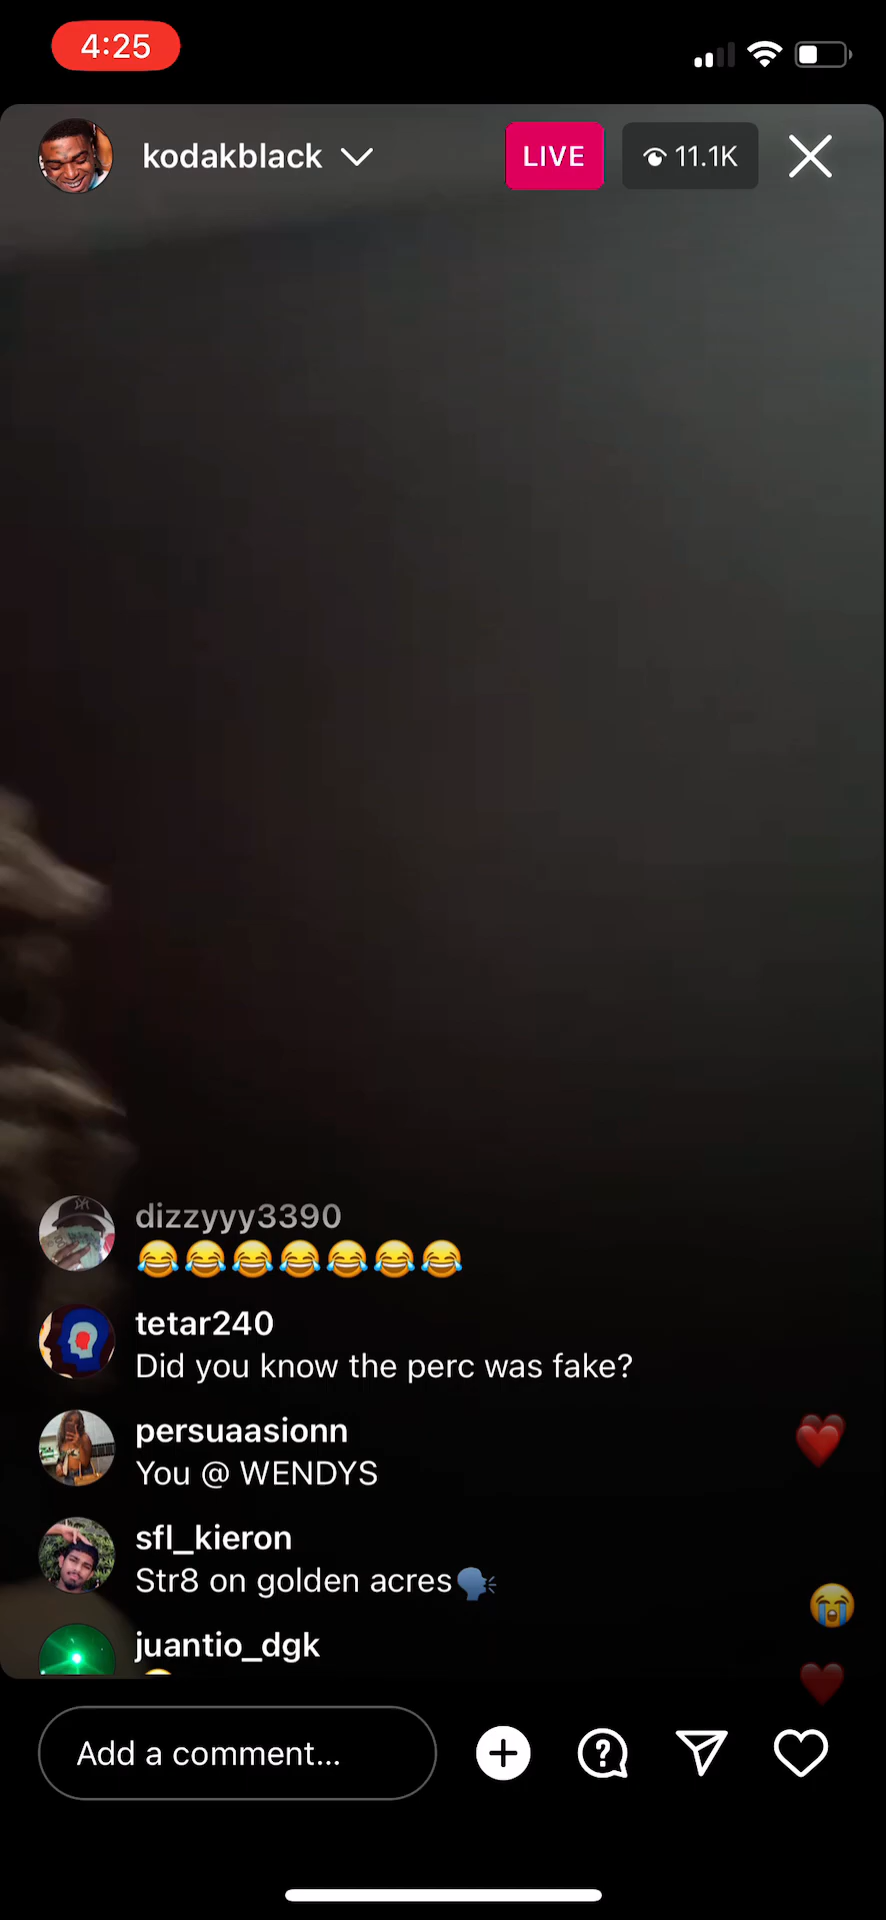 4:25
kodakblack
LIVE
11.1K
dizzyyy3390
😂😂😂😂😂😂😂
tetar240
Did you know the perc was fake?
persuaasionn
You @ WENDYS
sfl_kieron
Str8 on golden acres🗣️
juantio_dgk
Add a comment...